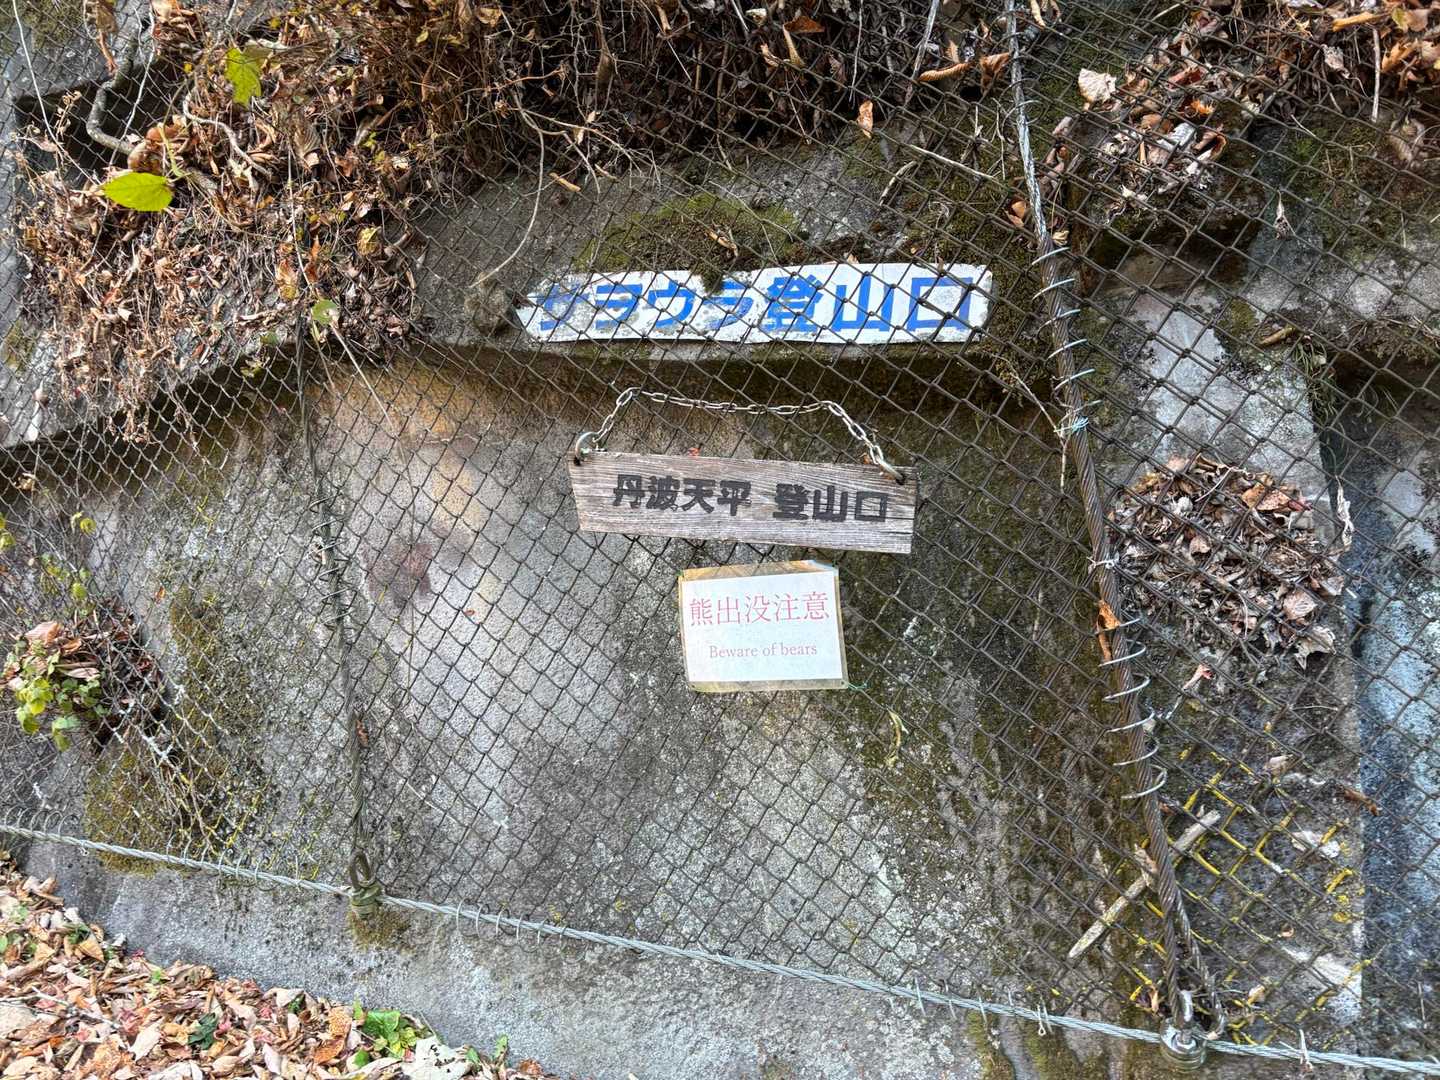 サヲウラ登山口
丹波天平 登山口
熊出没注意
Beware of bears